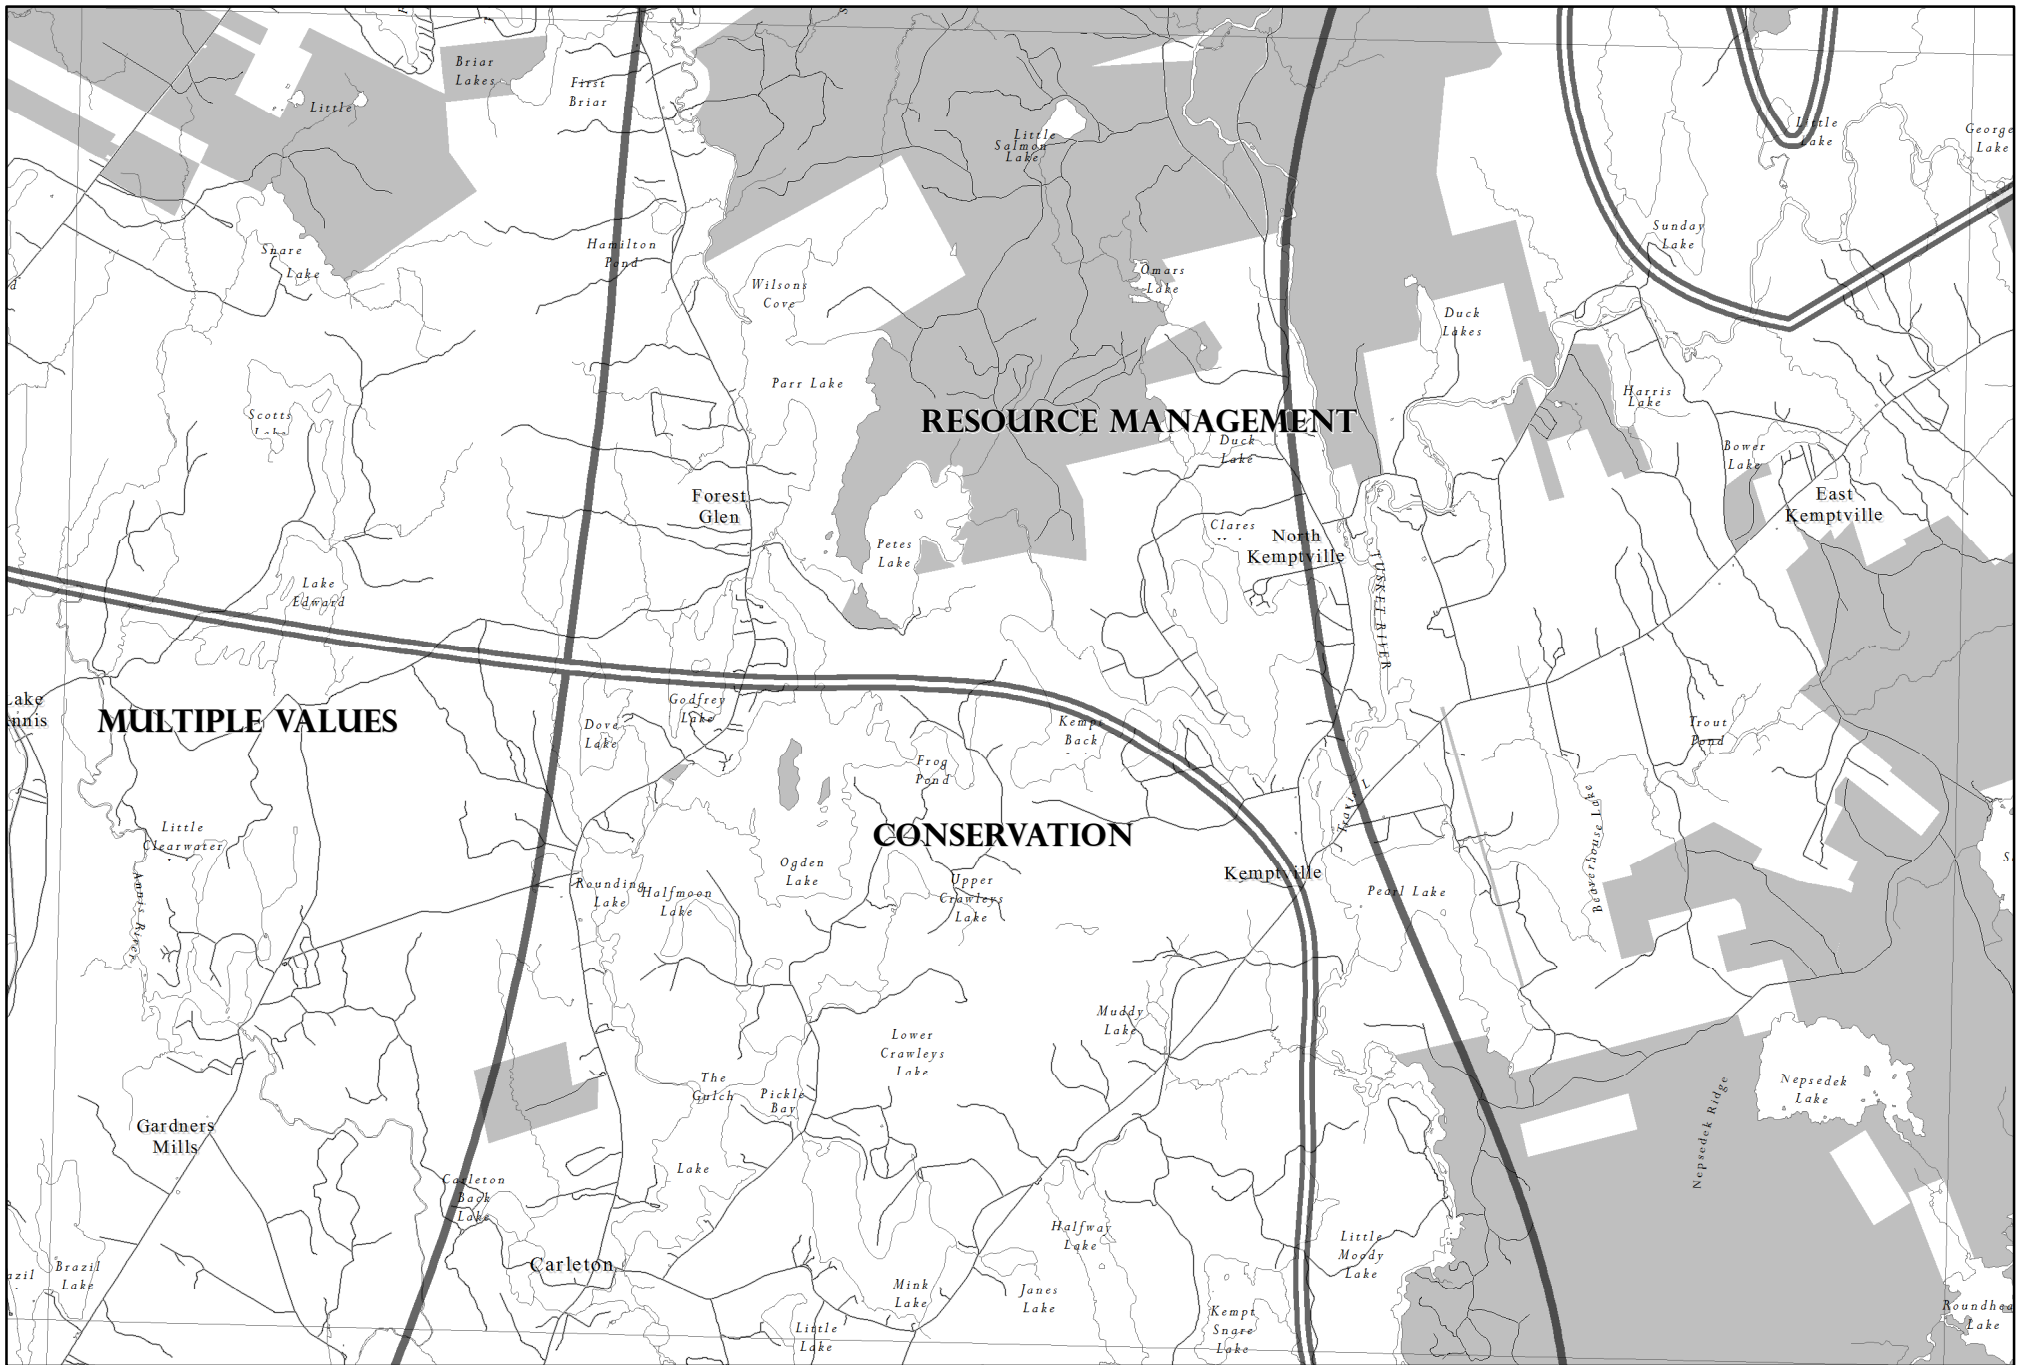 Briar
Lakes
First
Briar
Little
Little
Salmon
Lake
Little
Lake
George
Lake
Snare
Lake
Hamilton
Pond
Wilsons
Cove
Omars
Lake
Sunday
Lake
Duck
Lakes
Parr Lake
Harris
Lake
Scotts
RESOURCE MANAGEMENT
Duck
Lake
Bower
Lake
Forest
Glen
East
Kemptville
Petes
Lake
Clares
North
Kemptville
TUSKET RIVER
Lake
Edward
Lake
MULTIPLE VALUES
Dove
Lake
Godfrey
Lake
Kempt
Back
Trout
Pond
Frog
Pond
Travis L
Beaverhouse Lake
Little
Clearwater
CONSERVATION
Ogden
Lake
Kemptville
Annis River
Rounding
Lake
Halfmoon
Lake
Upper
Crawleys
Lake
Pearl Lake
Muddy
Lake
Lower
Crawleys
Lake
The
Gulch
Pickle
Bay
Nepsedek
Lake
Nepsedek Ridge
Gardners
Mills
Lake
Carleton
Back
Lake
Halfway
Lake
Little
Moody
Lake
Carleton
Brazil
Lake
Mink
Lake
Janes
Lake
Kempt
Snare
Lake
Little
Lake
Lake